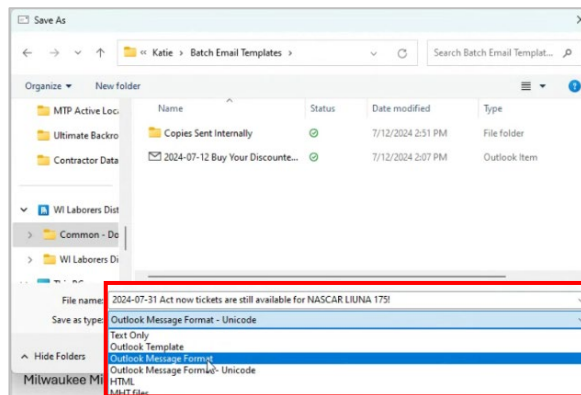 Save As
« Katie › Batch Email Templates ›
Search Batch Email Templat...
Organize
New folder
Name
Status
Date modified
Type
MTP Active Loc
Ultimate Backro
Contractor Data
Copies Sent Internally
7/12/2024 2:51 PM
File folder
2024-07-12 Buy Your Discounte...
7/12/2024 2:07 PM
Outlook Item
WI Laborers Dist
Common - Do
WI Laborers Di
File name:
2024-07-31 Act now tickets are still available for NASCAR LIUNA 175!
Save as type:
Outlook Message Format - Unicode
Text Only
Outlook Template
Outlook Message Format
Outlook Message Format - Unicode
HTML
MHT files
Hide Folders
Milwaukee Mi